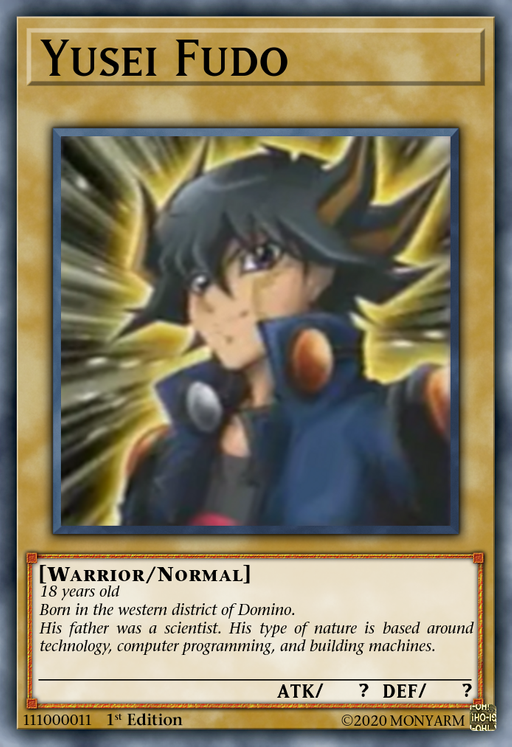 Yusei Fudo
[Warrior/Normal]
18 years old
Born in the western district of Domino.
His father was a scientist. His type of nature is based around
technology, computer programming, and building machines.
ATK/ ? DEF/ ?
111000011 1st Edition ©2020 MONYARM